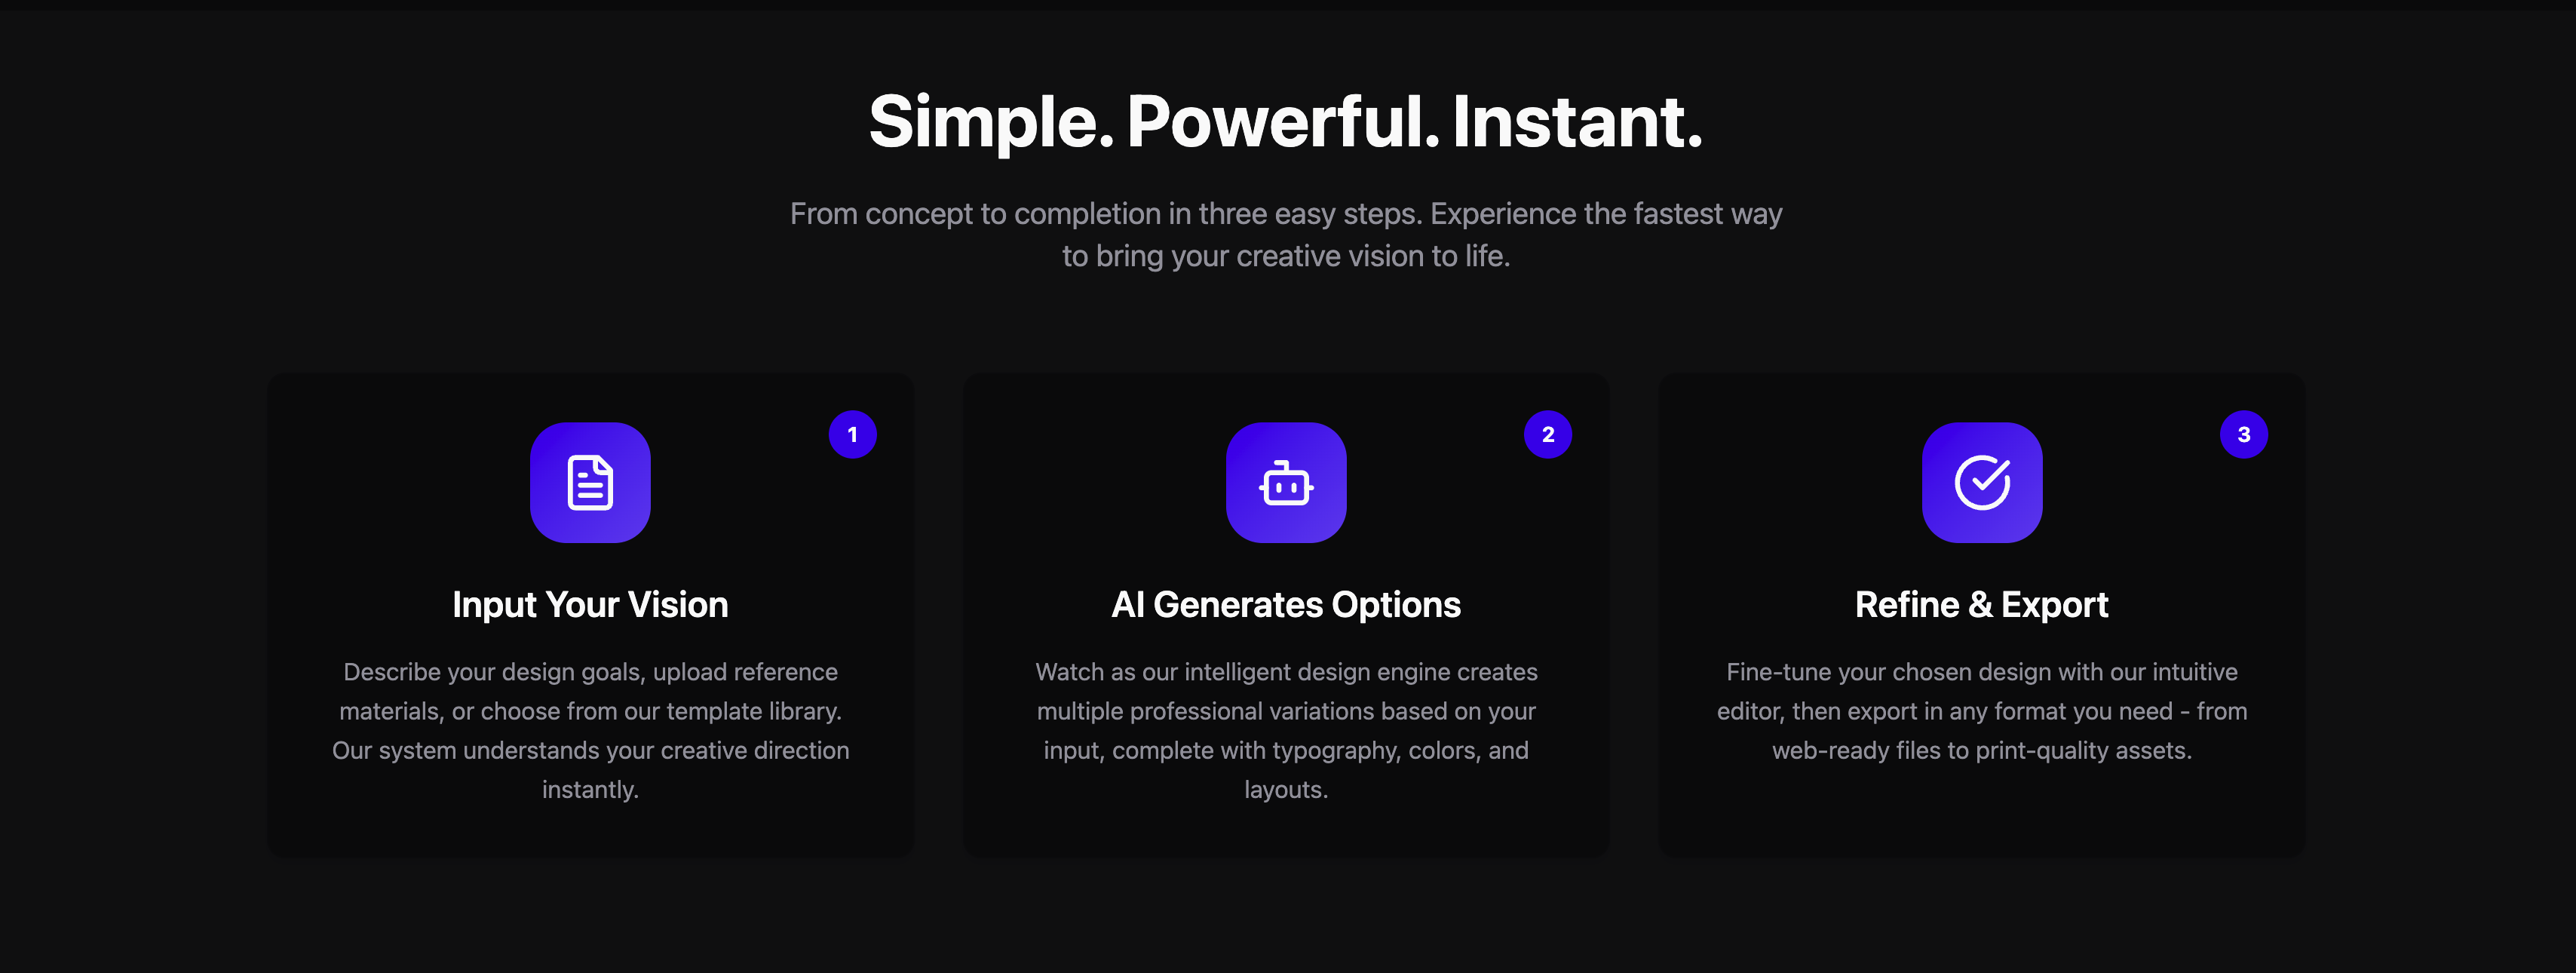 Simple. Powerful. Instant.
From concept to completion in three easy steps. Experience the fastest way
to bring your creative vision to life.
1
Input Your Vision
Describe your design goals, upload reference
materials, or choose from our template library.
Our system understands your creative direction
instantly.
2
AI Generates Options
Watch as our intelligent design engine creates
multiple professional variations based on your
input, complete with typography, colors, and
layouts.
3
Refine & Export
Fine-tune your chosen design with our intuitive
editor, then export in any format you need - from
web-ready files to print-quality assets.